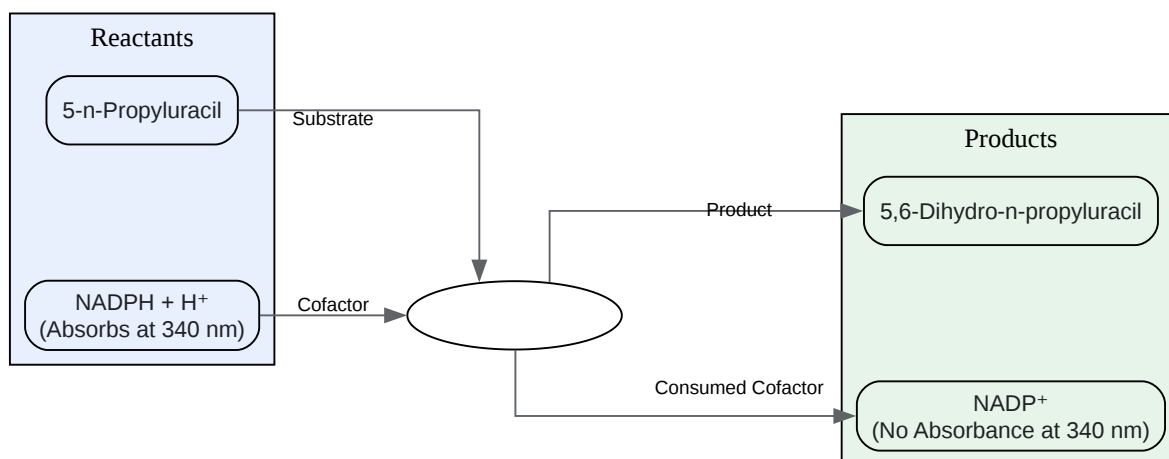 Reactants
5-n-Propyluracil
Substrate
Products
Product
5,6-Dihydro-n-propyluracil
NADPH + H⁺
(Absorbs at 340 nm)
Cofactor
Consumed Cofactor
NADP⁺
(No Absorbance at 340 nm)